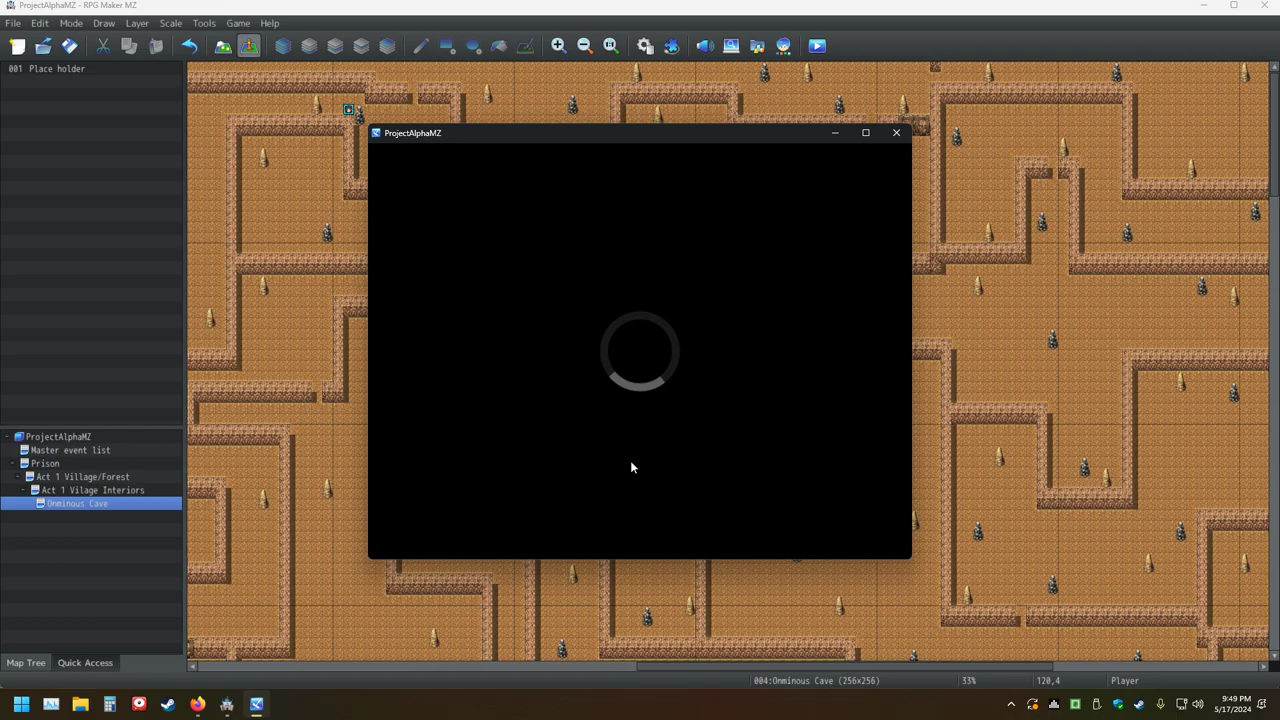 ProjectAlphaMZ - RPG Maker MZ
File Edit Mode Draw Layer Scale Tools Game Help
001 Place holder
ProjectAlphaMZ
ProjectAlphaMZ
Master event list
Prison
Act 1 Village/Forest
Act 1 Vilage Interiors
Onminous Cave
Map Tree Quick Access
004:Onminous Cave (256x256) 33% 120,4 Player
9:49 PM
5/17/2024